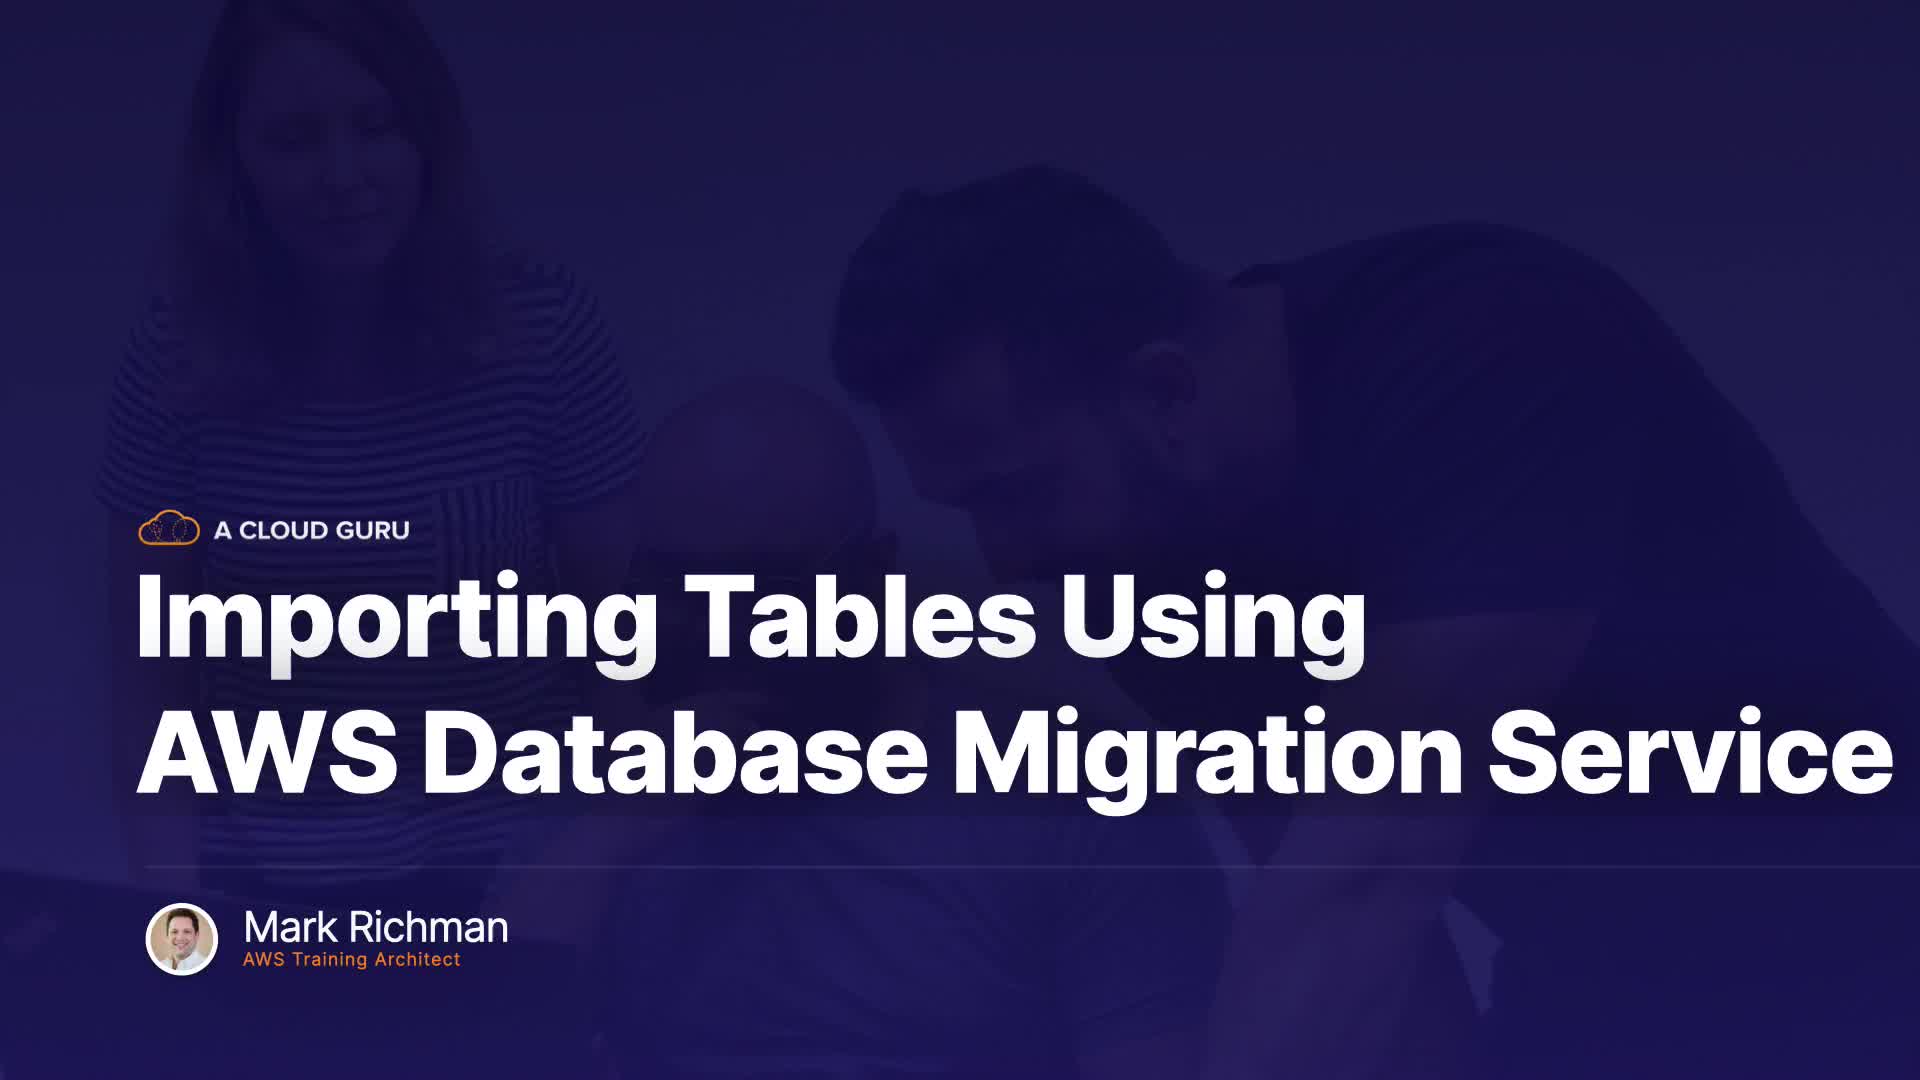 A CLOUD GURU
Importing Tables Using
AWS Database Migration Service
Mark Richman
AWS Training Architect